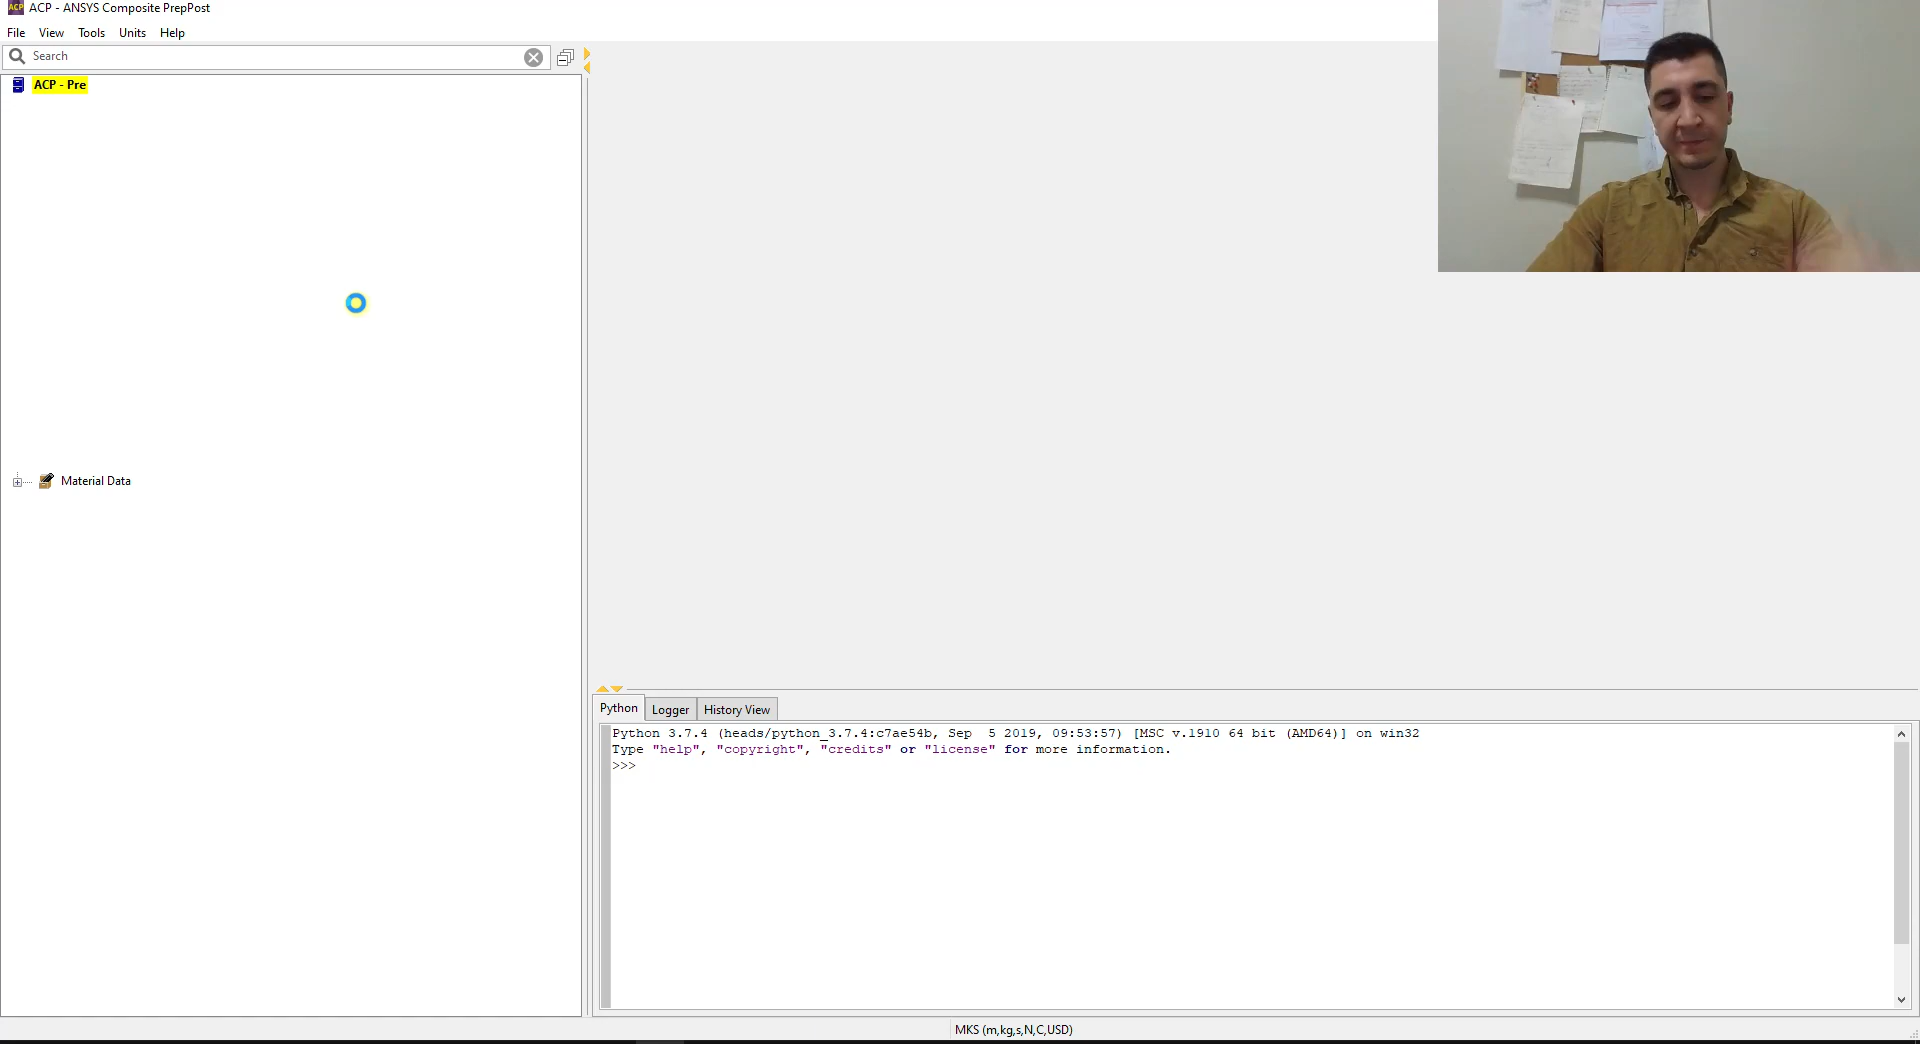 ACP ACP - ANSYS Composite PrepPost
File View Tools Units Help
Search
ACP - Pre
Material Data
Python Logger History View
Python 3.7.4 (heads/python_3.7.4:c7ae54b, Sep  5 2019, 09:53:57) [MSC v.1910 64 bit (AMD64)] on win32
Type "help", "copyright", "credits" or "license" for more information.
>>>
MKS (m,kg,s,N,C,USD)